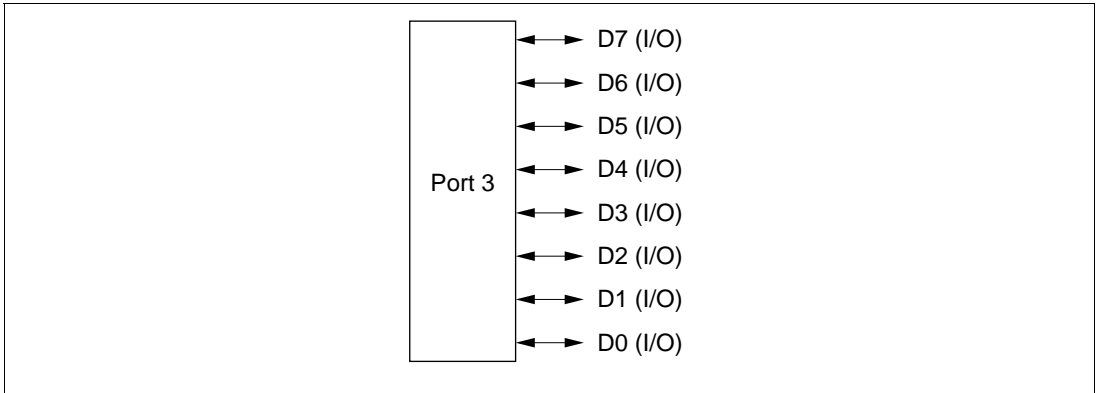 D7 (I/O)
D6 (I/O)
D5 (I/O)
D4 (I/O)
Port 3
D3 (I/O)
D2 (I/O)
D1 (I/O)
D0 (I/O)